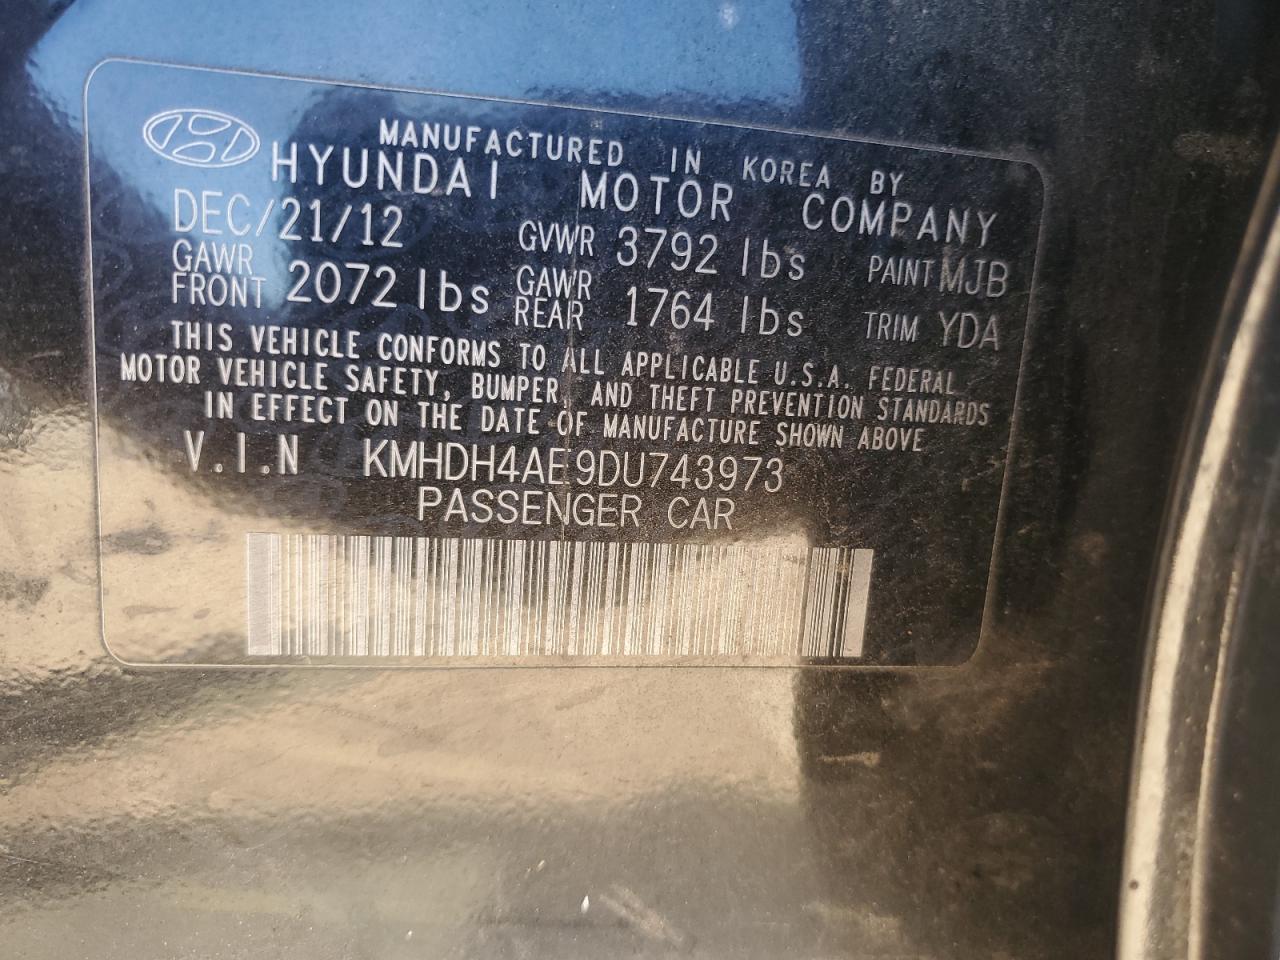 MANUFACTURED IN KOREA BY
HYUNDAI MOTOR COMPANY
DEC/21/12 GVWR 3792 lbs PAINT MJB
GAWR FRONT 2072 lbs GAWR REAR 1764 lbs TRIM YDA
THIS VEHICLE CONFORMS TO ALL APPLICABLE U.S.A. FEDERAL
MOTOR VEHICLE SAFETY, BUMPER, AND THEFT PREVENTION STANDARDS
IN EFFECT ON THE DATE OF MANUFACTURE SHOWN ABOVE
V.I.N KMHDH4AE9DU743973
PASSENGER CAR